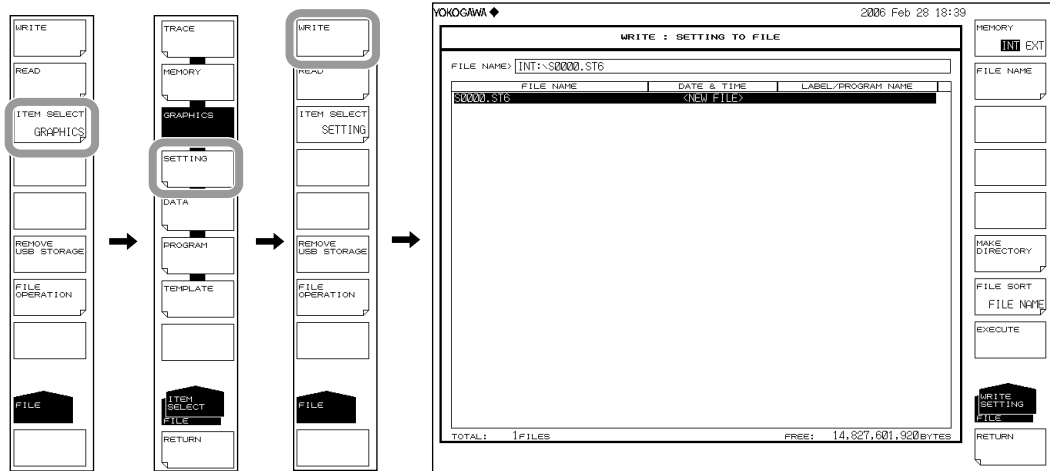 WRITE
READ
ITEM SELECT
GRAPHICS
REMOVE
USB STORAGE
FILE
OPERATION
FILE
TRACE
MEMORY
GRAPHICS
SETTING
DATA
PROGRAM
TEMPLATE
ITEM
SELECT
FILE
RETURN
WRITE
READ
ITEM SELECT
SETTING
REMOVE
USB STORAGE
FILE
OPERATION
FILE
YOKOGAWA ◆
2006 Feb 28 18:39
WRITE : SETTING TO FILE
FILE NAME> INT:\S0000.ST6
FILE NAME DATE & TIME LABEL/PROGRAM NAME
S0000.ST6 <NEW FILE>
TOTAL: 1FILES FREE: 14,827,601,920BYTES
MEMORY
INT EXT
FILE NAME
MAKE
DIRECTORY
FILE SORT
FILE NAME
EXECUTE
WRITE
SETTING
FILE
RETURN